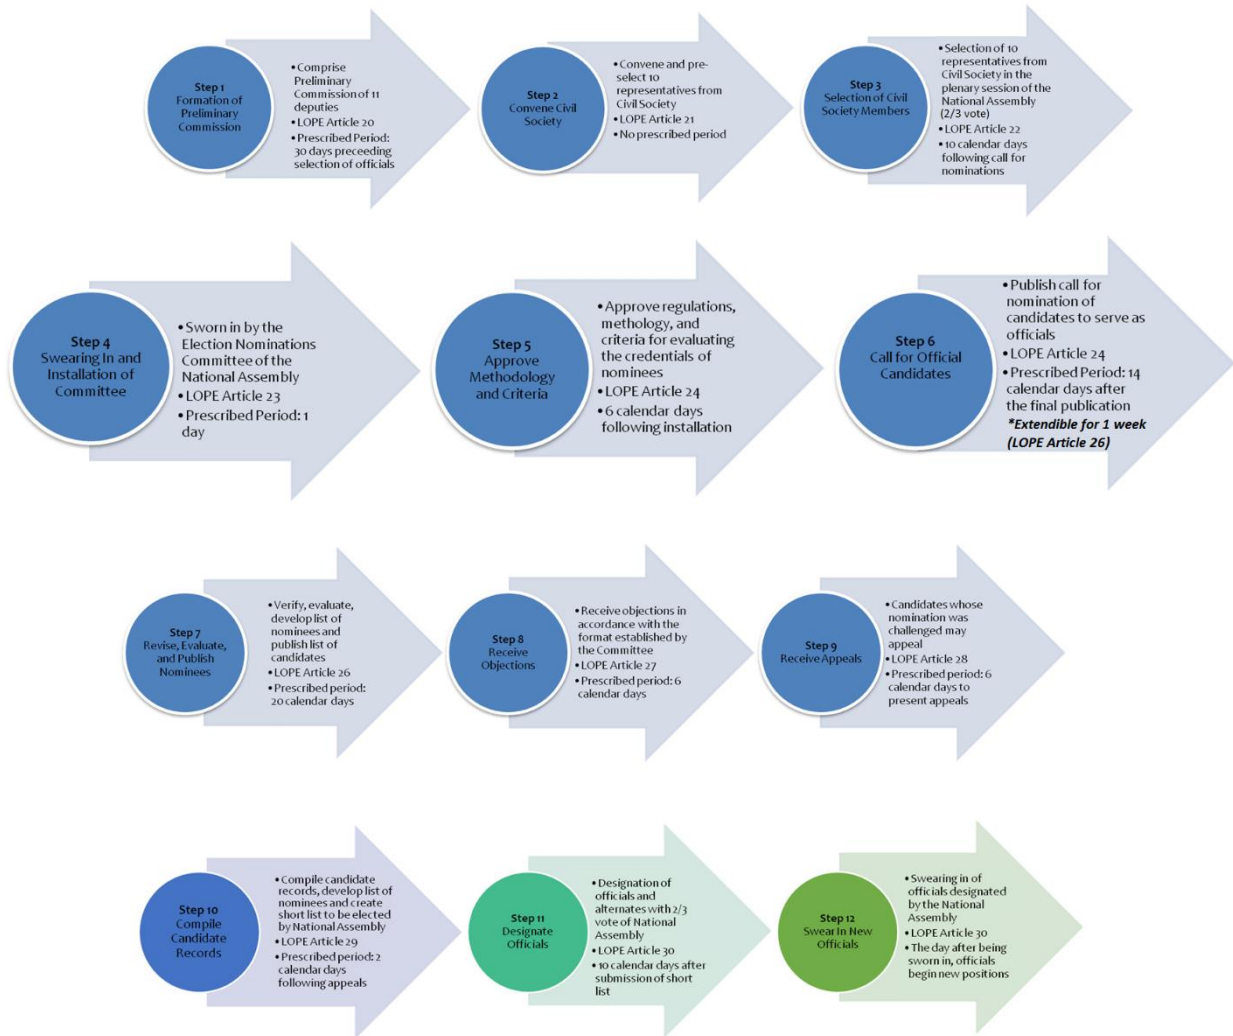 Step 1
Formation of
Preliminary
Commission
• Comprise
Preliminary
Commission of 11
deputies
• LOPE Article 20
• Prescribed Period:
30 days preceeding
selection of officials
Step 2
Convene Civil
Society
• Convene and pre-
select 10
representatives from
Civil Society
• LOPE Article 21
• No prescribed period
Step 3
Selection of Civil
Society Members
• Selection of 10
representatives from
Civil Society in the
plenary session of the
National Assembly
(2/3 vote)
• LOPE Article 22
• 10 calendar days
following call for
nominations
Step 4
Swearing In and
Installation of
Committee
• Sworn in by the
Election Nominations
Committee of the
National Assembly
• LOPE Article 23
• Prescribed Period: 1
day
Step 5
Approve
Methodology
and Criteria
• Approve regulations,
methology, and
criteria for evaluating
the credentials of
nominees
• LOPE Article 24
• 6 calendar days
following installation
Step 6
Call for Official
Candidates
• Publish call for
nomination of
candidates to serve as
officials
• LOPE Article 24
• Prescribed Period: 14
calendar days after
the final publication
*Extendible for 1 week
(LOPE Article 26)
Step 7
Revise, Evaluate,
and Publish
Nominees
• Verify, evaluate,
develop list of
nominees and
publish list of
candidates
• LOPE Article 26
• Prescribed period:
20 calendar days
Step 8
Receive
Objections
• Receive objections in
accordance with the
format established by
the Committee
• LOPE Article 27
• Prescribed period: 6
calendar days
Step 9
Receive Appeals
• Candidates whose
nomination was
challenged may
appeal
• LOPE Article 28
• Prescribed period: 6
calendar days to
present appeals
Step 10
Compile
Candidate
Records
• Compile candidate
records, develop list of
nominees and create
short list to be elected
by National Assembly
• LOPE Article 29
• Prescribed period: 2
calendar days
following appeals
Step 11
Designate
Officials
• Designation of
officials and
alternates with 2/3
vote of National
Assembly
• LOPE Article 30
• 10 calendar days after
submission of short
list
Step 12
Swear In New
Officials
• Swearing in of
officials designated
by the National
Assembly
• LOPE Article 30
• The day after being
sworn in, officials
begin new positions